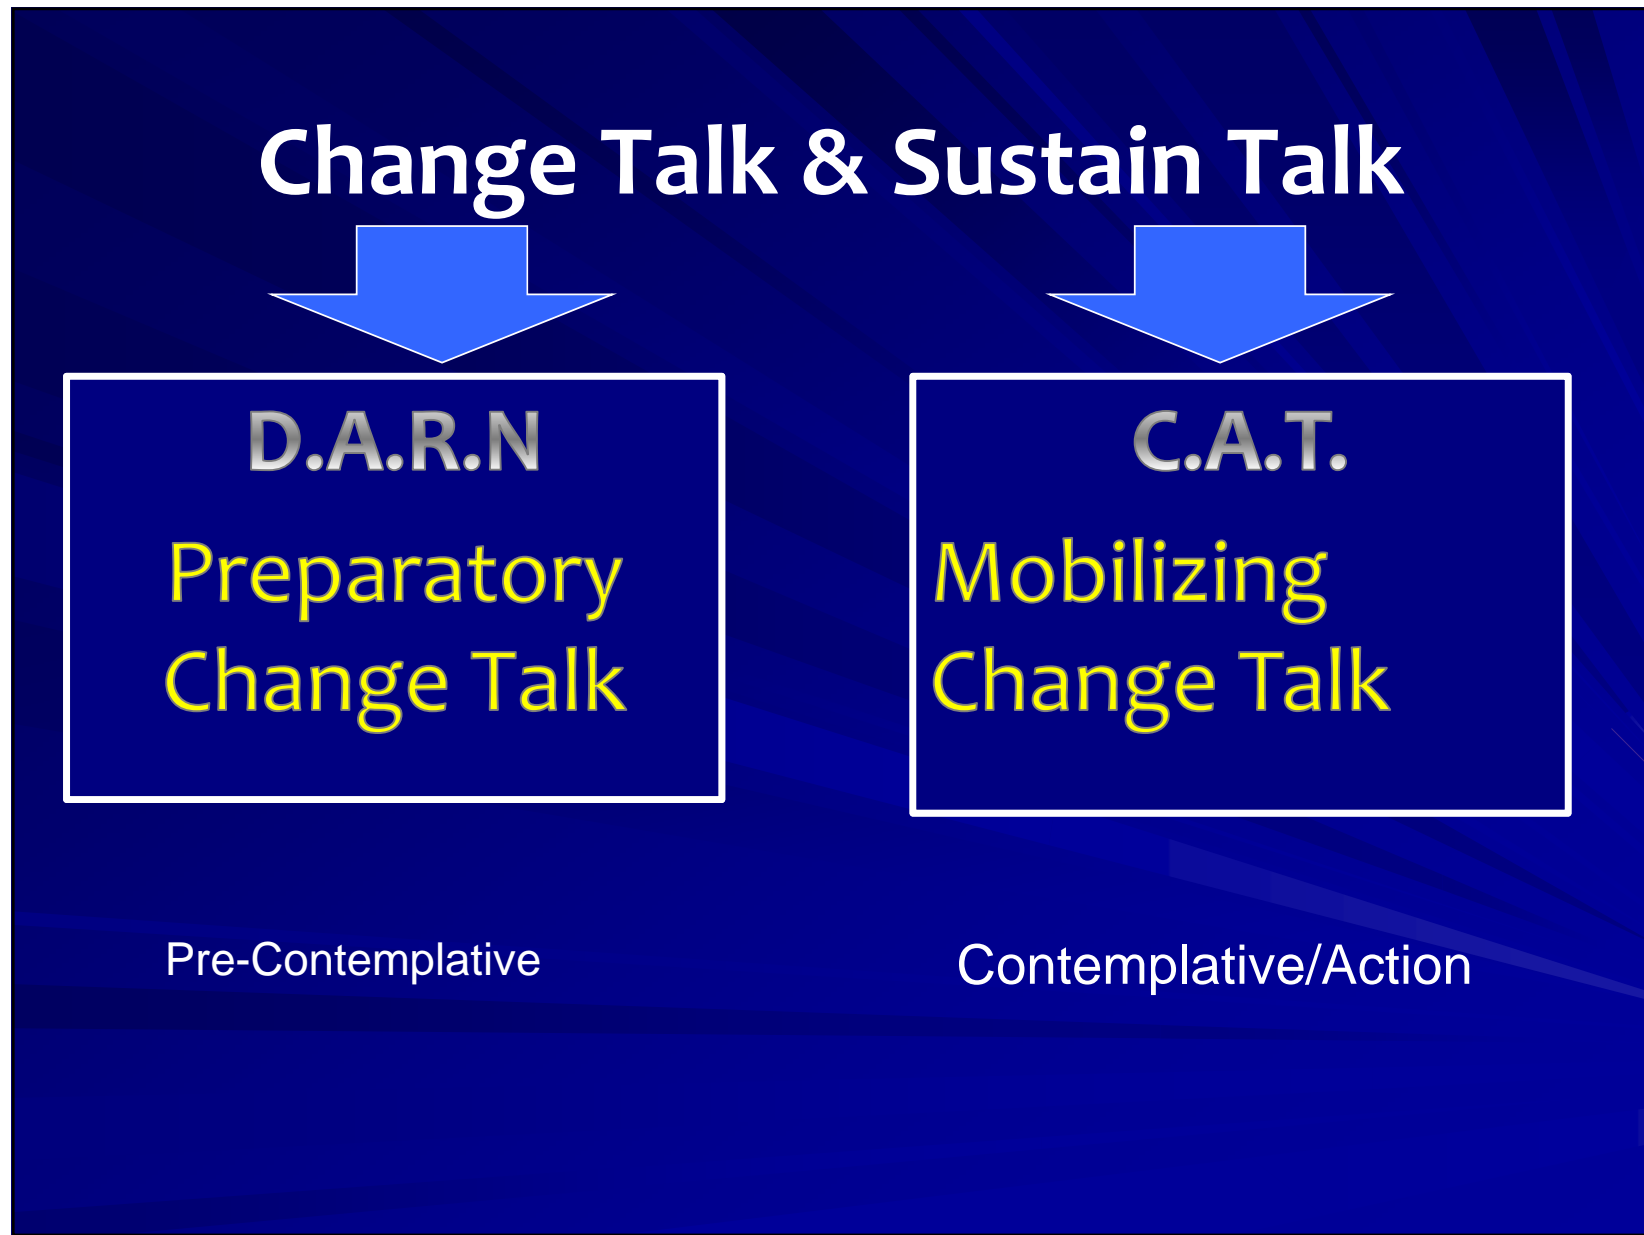 Change Talk & Sustain Talk
D.A.R.N
Preparatory
Change Talk
Pre-Contemplative
C.A.T.
Mobilizing
Change Talk
Contemplative/Action